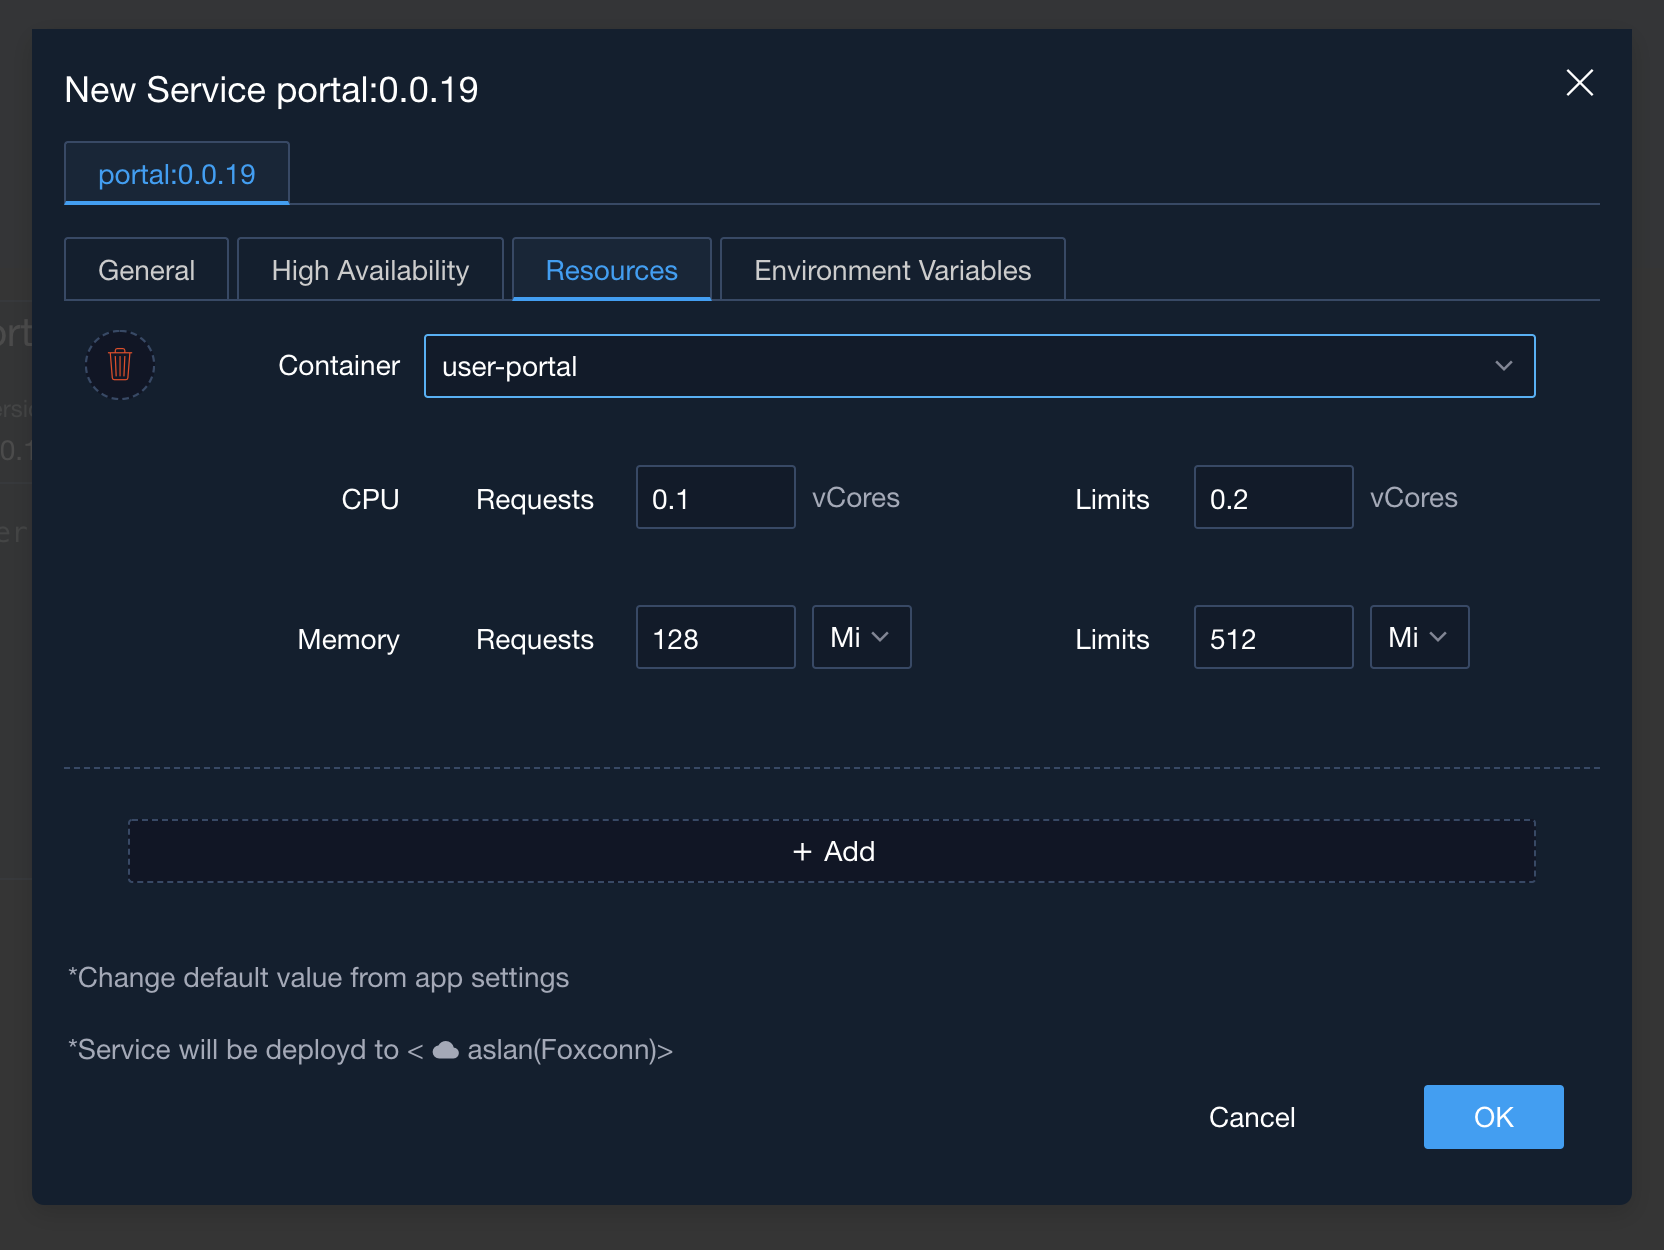 New Service portal:0.0.19
portal:0.0.19
General High Availability Resources Environment Variables
Container user-portal
CPU Requests 0.1 vCores Limits 0.2 vCores
Memory Requests 128 Mi Limits 512 Mi
+ Add
*Change default value from app settings
*Service will be deployd to < aslan(Foxconn)>
Cancel OK